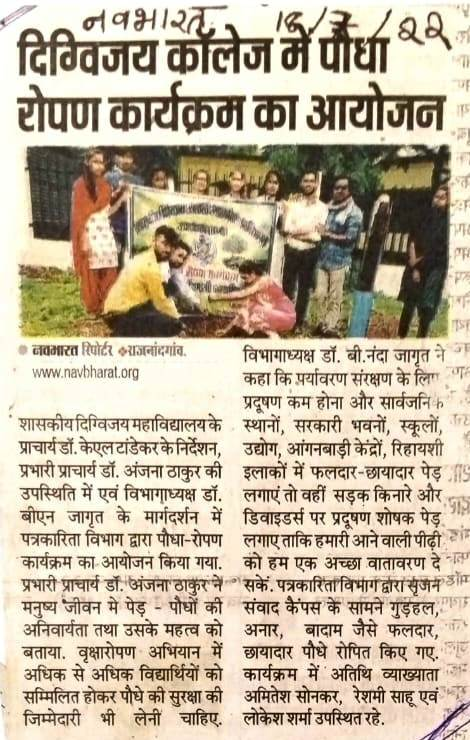 नवभारत 18/7/22
दिग्विजय कॉलेज में पौधा
रोपण कार्यक्रम का आयोजन
नवभारत रिपोर्टर राजनांदगांव.
www.navbharat.org
शासकीय दिग्विजय महाविद्यालय के
प्राचार्य डॉ. केएल टांडेकर के निर्देशन,
प्रभारी प्राचार्य डॉ. अंजना ठाकुर की
उपस्थिति में एवं विभागाध्यक्ष डॉ.
बीएन जागृत के मार्गदर्शन में
पत्रकारिता विभाग द्वारा पौधा-रोपण
कार्यक्रम का आयोजन किया गया.
प्रभारी प्राचार्य डॉ. अंजना ठाकुर ने
मनुष्य जीवन मे पेड़ - पौधों की
अनिवार्यता तथा उसके महत्व को
बताया. वृक्षारोपण अभियान में
अधिक से अधिक विद्यार्थियों को
सम्मिलित होकर पौधे की सुरक्षा की
जिम्मेदारी भी लेनी चाहिए.
विभागाध्यक्ष डॉ. बी.नंदा जागृत ने
कहा कि पर्यावरण संरक्षण के लिए
प्रदूषण कम होना और सार्वजनिक
स्थानों, सरकारी भवनों, स्कूलों,
उद्योग, आंगनबाड़ी केंद्रों, रिहायशी
इलाकों में फलदार-छायादार पेड़
लगाएं तो वहीं सड़क किनारे और
डिवाइडर्स पर प्रदूषण शोषक पेड़
लगाए ताकि हमारी आने वाली पीढ़ी
को हम एक अच्छा वातावरण दे
सकें. पत्रकारिता विभाग द्वारा सृजन
संवाद कैंपस के सामने गुड़हल,
अनार, बादाम जैसे फलदार,
छायादार पौधे रोपित किए गए.
कार्यक्रम में अतिथि व्याख्याता
अमितेश सोनकर, रेशमी साहू एवं
लोकेश शर्मा उपस्थित रहे.